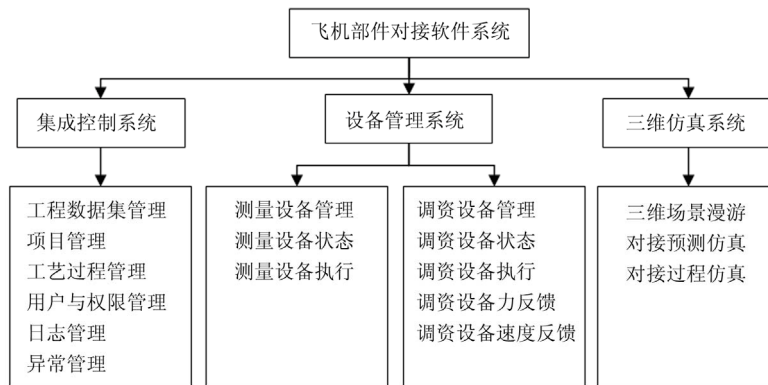 飞机部件对接软件系统
集成控制系统
设备管理系统
三维仿真系统
工程数据集管理
项目管理
工艺过程管理
用户与权限管理
日志管理
异常管理
测量设备管理
测量设备状态
测量设备执行
调资设备管理
调资设备状态
调资设备执行
调资设备力反馈
调资设备速度反馈
三维场景漫游
对接预测仿真
对接过程仿真